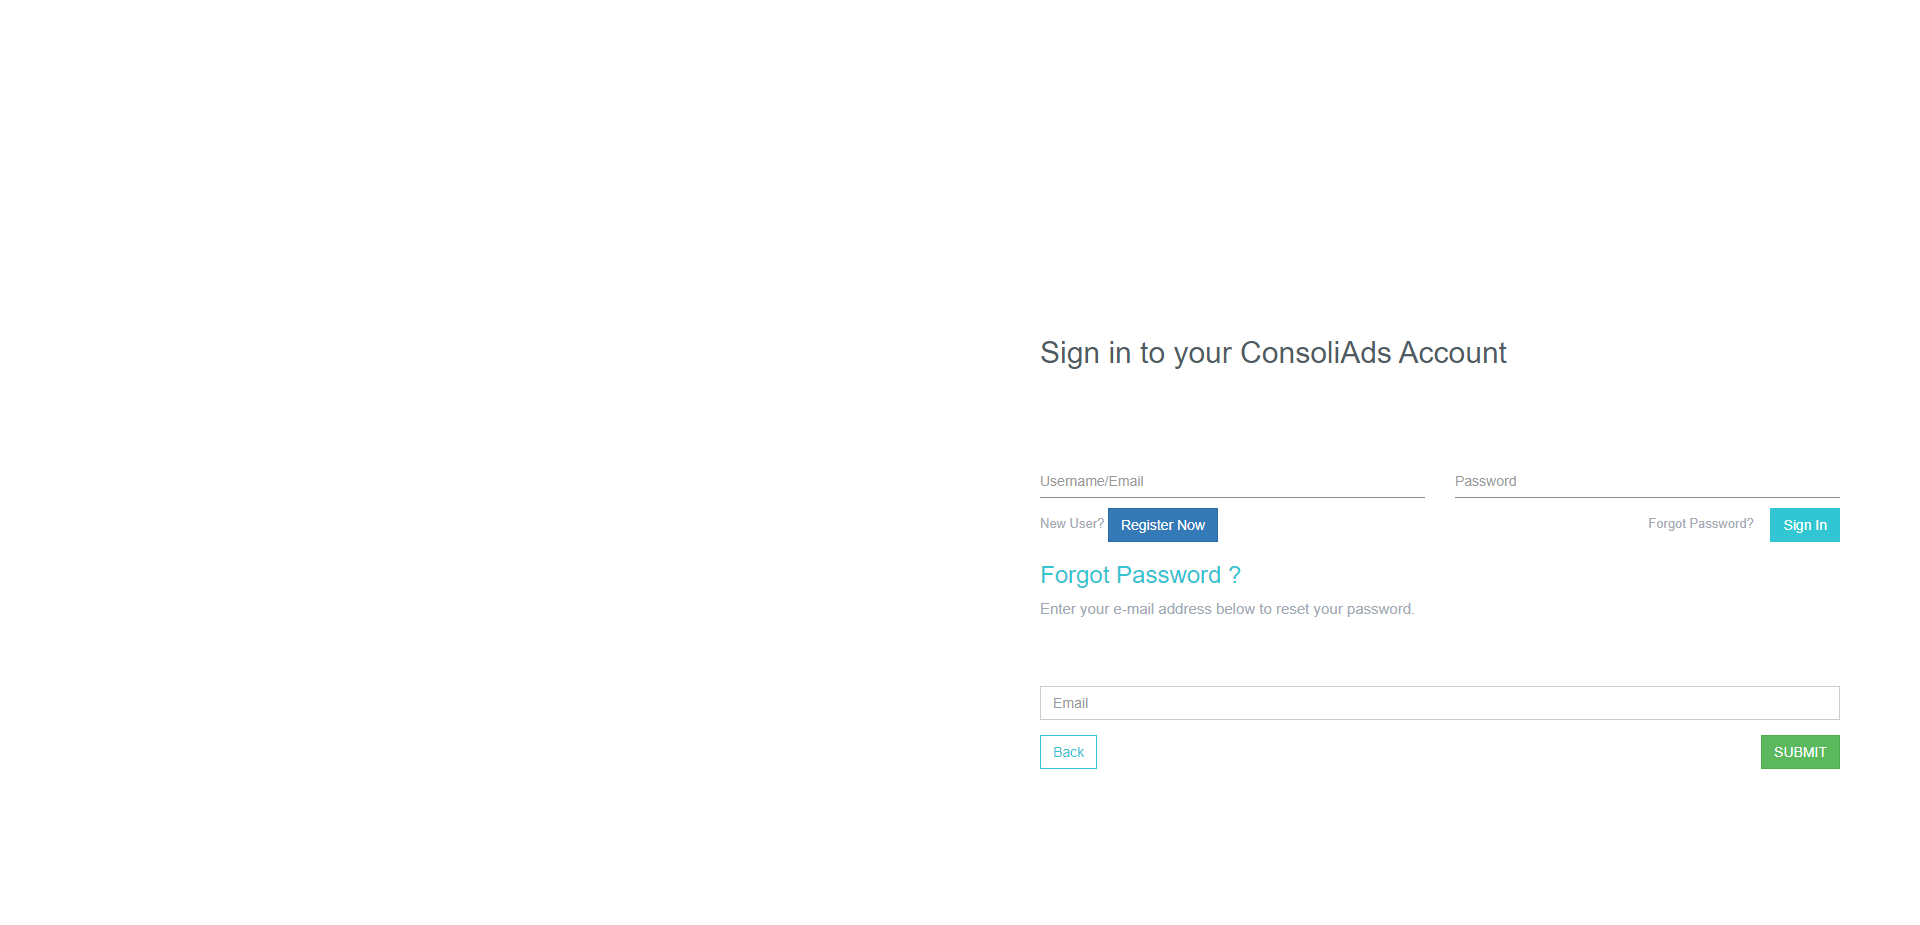 Sign in to your ConsoliAds Account
Username/Email Password
New User? Register Now Forgot Password? Sign In
Forgot Password ?
Enter your e-mail address below to reset your password.
Email
Back SUBMIT